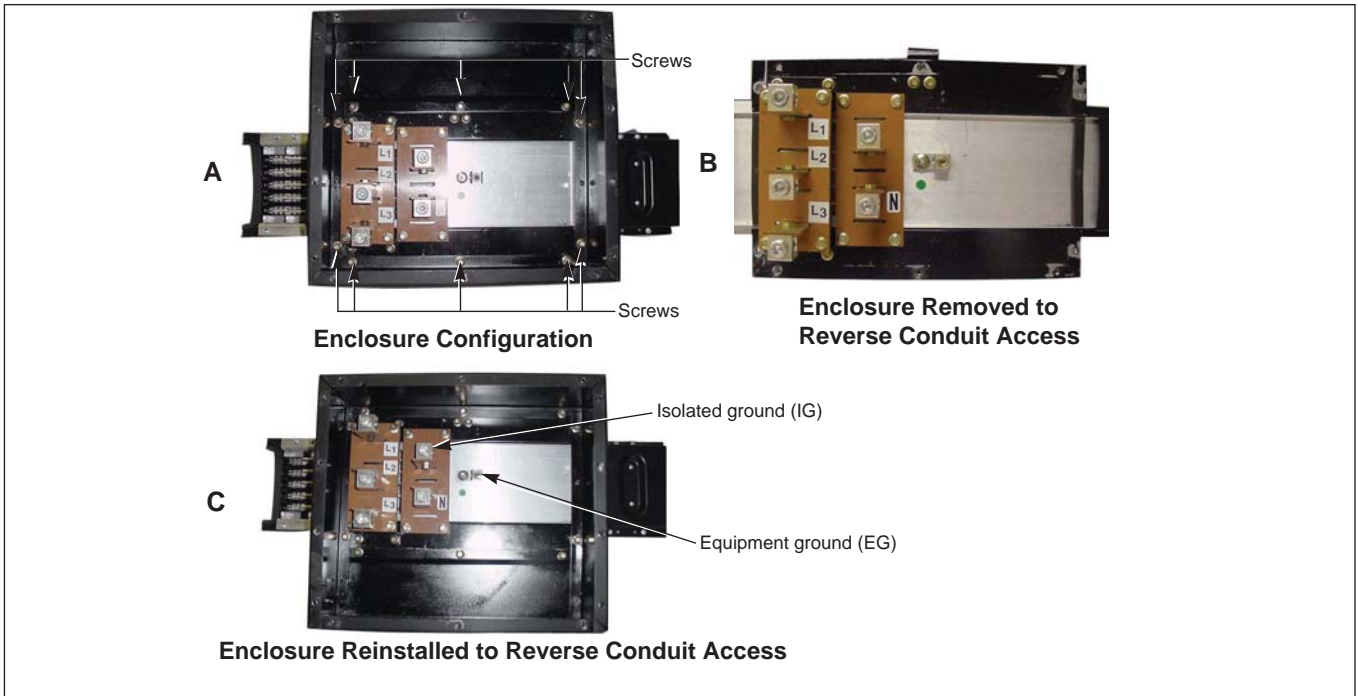 Screws
A
L1
L2
L3
Screws
Enclosure Configuration
B
L1
L2
L3
N
Enclosure Removed to
Reverse Conduit Access
Isolated ground (IG)
C
L1
L2
L3
N
Equipment ground (EG)
Enclosure Reinstalled to Reverse Conduit Access